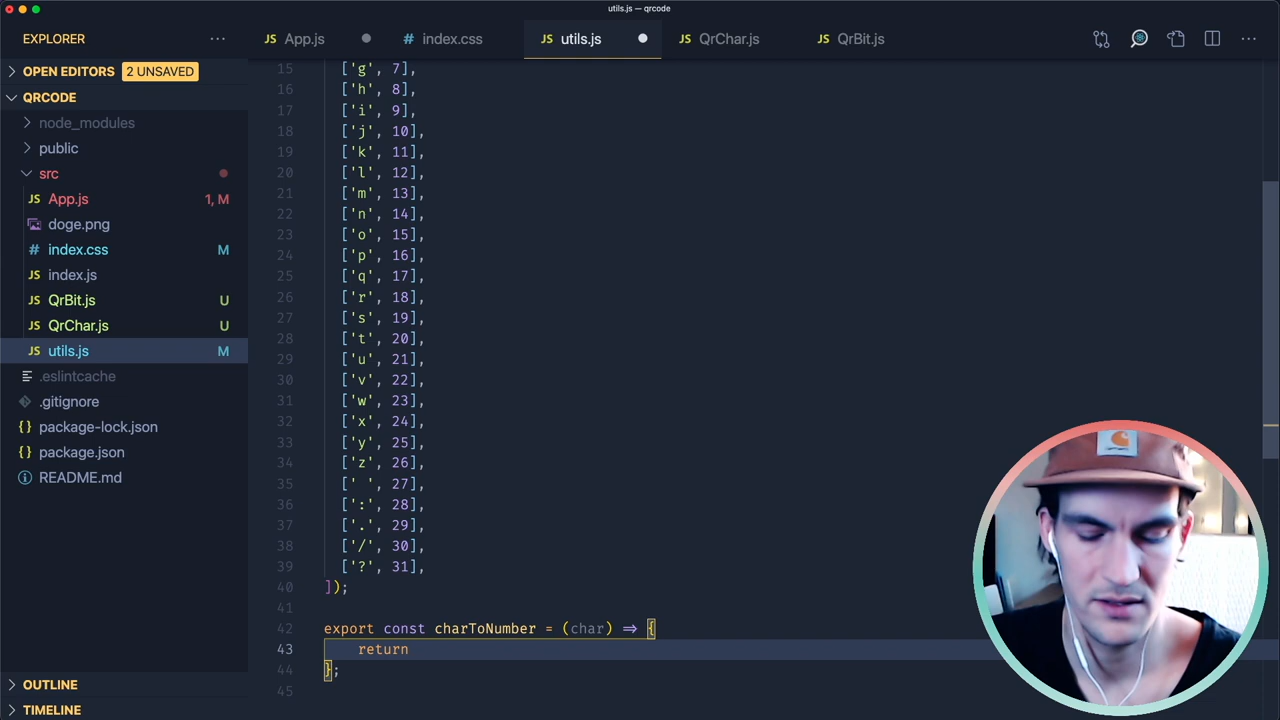 utils.js — qrcode
EXPLORER
App.js
index.css
utils.js
QrChar.js
QrBit.js
OPEN EDITORS 2 UNSAVED
QRCODE
node_modules
public
src
App.js 1, M
doge.png
index.css M
index.js
QrBit.js U
QrChar.js U
utils.js M
.eslintcache
.gitignore
package-lock.json
package.json
README.md
OUTLINE
TIMELINE
15 ['g', 7],
16 ['h', 8],
17 ['i', 9],
18 ['j', 10],
19 ['k', 11],
20 ['l', 12],
21 ['m', 13],
22 ['n', 14],
23 ['o', 15],
24 ['p', 16],
25 ['q', 17],
26 ['r', 18],
27 ['s', 19],
28 ['t', 20],
29 ['u', 21],
30 ['v', 22],
31 ['w', 23],
32 ['x', 24],
33 ['y', 25],
34 ['z', 26],
35 [' ', 27],
36 [':', 28],
37 ['.', 29],
38 ['/', 30],
39 ['?', 31],
40 ]);
41
42 export const charToNumber = (char) => {
43 return
44 };
45